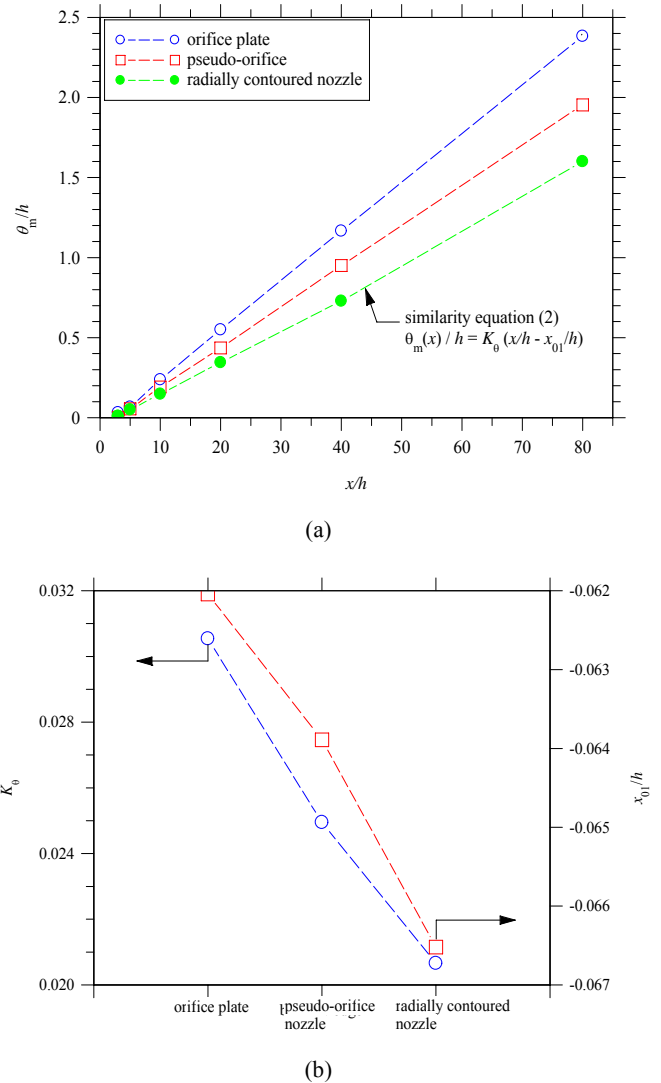 2.5
2.0
1.5
1.0
0.5
0
θm/h
orifice plate
pseudo-orifice
radially contoured nozzle
similarity equation (2)
θm(x) / h = Kθ (x/h - x01/h)
0 10 20 30 40 50 60 70 80
x/h
(a)
0.032
0.028
0.024
0.020
Kθ
-0.062
-0.063
-0.064
-0.065
-0.066
-0.067
x01/h
orifice plate
pseudo-orifice
nozzle
radially contoured
nozzle
(b)